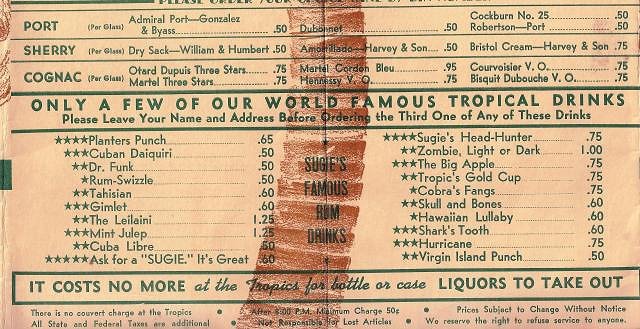 PLEASE ORDER YOUR
PORT (Per Glass) Admiral Port—Gonzalez & Byass .50 Dubonnet .50 Cockburn No. 25 .50
Robertson—Port .50
SHERRY (Per Glass) Dry Sack—William & Humbert .50 Amontillado—Harvey & Son .50 Bristol Cream—Harvey & Son .75
COGNAC (Per Glass) Otard Dupuis Three Stars .75 Martel Cordon Bleu .95 Courvoisier V. O. .75
Martel Three Stars .75 Hennessy V. O. .75 Bisquit Dubouche V. O. .75
ONLY A FEW OF OUR WORLD FAMOUS TROPICAL DRINKS
Please Leave Your Name and Address Before Ordering the Third One of Any of These Drinks
★★★★Planters Punch .65
★★★Cuban Daiquiri .50
★★Dr. Funk .50
★Rum-Swizzle .50
★★Tahisian .60
★★★Gimlet .60
★★The Leilaini 1.25
★★★Mint Julep 1.25
★★Cuba Libre .50
★★★★★Ask for a "SUGIE." It's Great .60
SUGIE'S
FAMOUS
RUM
DRINKS
★★★★Sugie's Head-Hunter .75
★★Zombie, Light or Dark 1.00
★★★The Big Apple .75
★★Tropic's Gold Cup .75
★Cobra's Fangs .75
★★Skull and Bones .60
★Hawaiian Lullaby .60
★★★Shark's Tooth .60
★★★Hurricane .75
★★Virgin Island Punch .50
IT COSTS NO MORE at the Tropics for bottle or case LIQUORS TO TAKE OUT
There is no couvert charge at the Tropics • After 8:00 P.M. Minimum Charge 50¢ • Prices Subject to Change Without Notice
All State and Federal Taxes are additional • Not Responsible for Lost Articles • We reserve the right to refuse service to anyone.